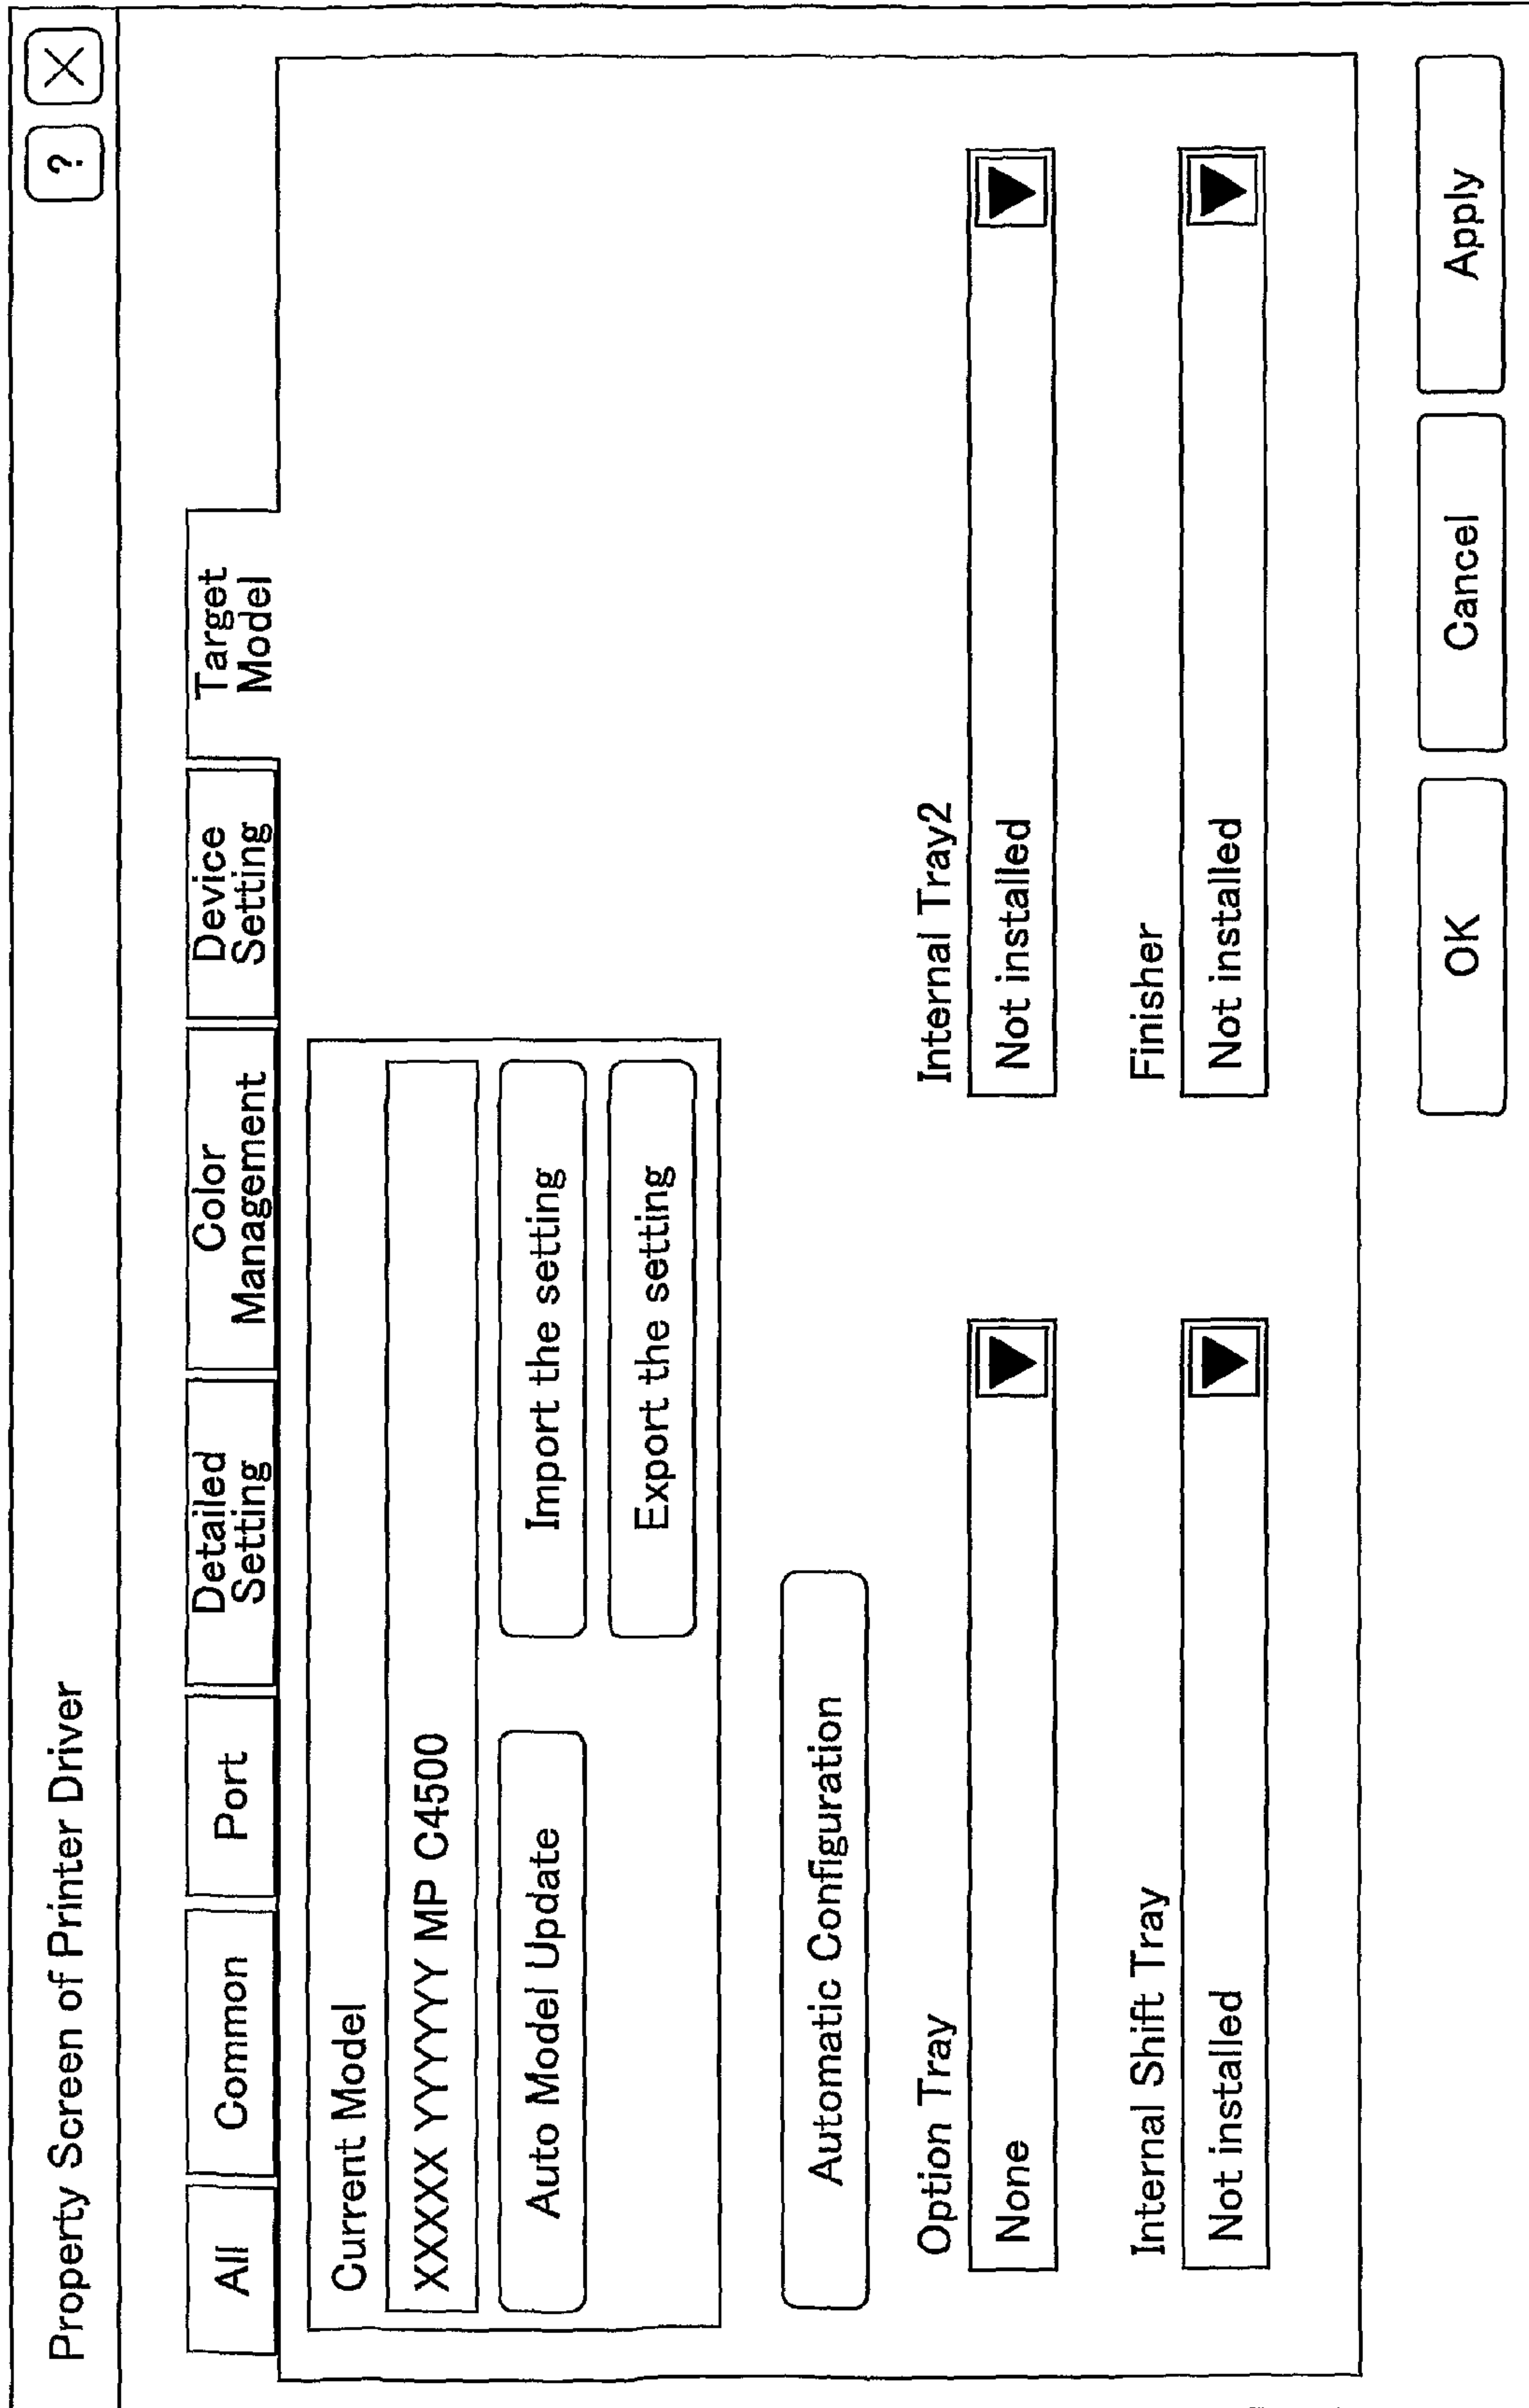 Property Screen of Printer Driver
?
X
All
Common
Port
Detailed
Setting
Color
Management
Device
Setting
Target
Model
Current Model
XXXXX YYYYYY MP C4500
Auto Model Update
Import the setting
Export the setting
Automatic Configuration
Option Tray
None
Internal Tray2
Not installed
Internal Shift Tray
Not installed
Finisher
Not installed
OK
Cancel
Apply